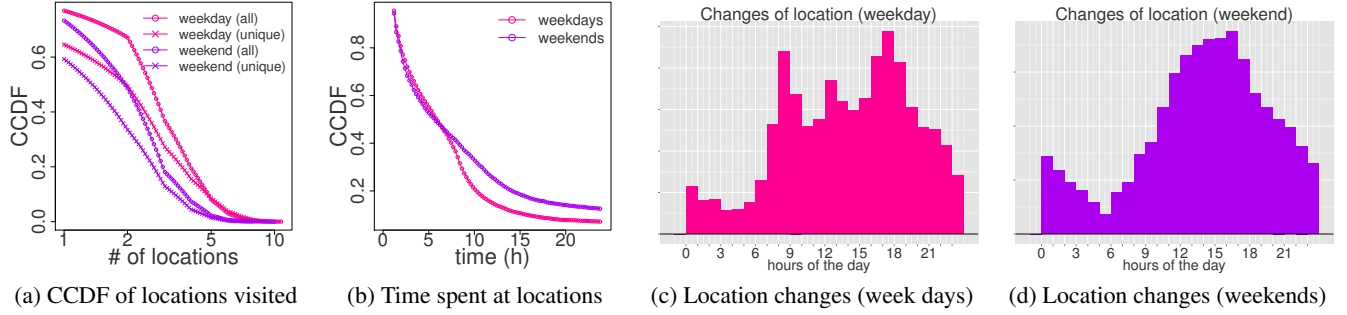 weekday (all)
weekday (unique)
weekend (all)
weekend (unique)
CCDF
0.0 0.2 0.4 0.6
1 2 5 10
# of locations
(a) CCDF of locations visited
weekdays
weekends
CCDF
0.2 0.4 0.6 0.8
0 5 10 15 20
time (h)
(b) Time spent at locations
Changes of location (weekday)
0 3 6 9 12 15 18 21
hours of the day
(c) Location changes (week days)
Changes of location (weekend)
0 3 6 9 12 15 18 21
hours of the day
(d) Location changes (weekends)